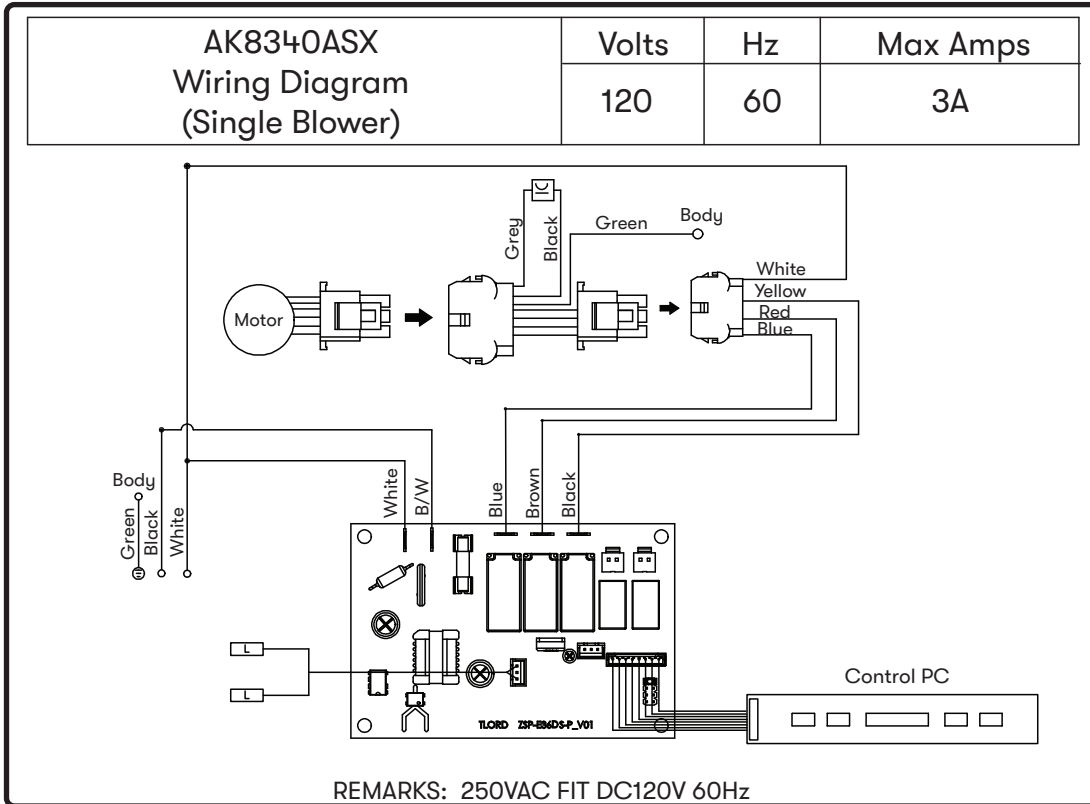 AK8340ASX
Wiring Diagram
(Single Blower)
Volts
Hz
Max Amps
120
60
3A
Grey
Black
Green
Body
White
Yellow
Red
Blue
Motor
Body
Green
Black
White
White
B/W
Blue
Brown
Black
L
L
Control PC
TLORD ZSP-E86DS-P_V01
REMARKS: 250VAC FIT DC120V 60Hz